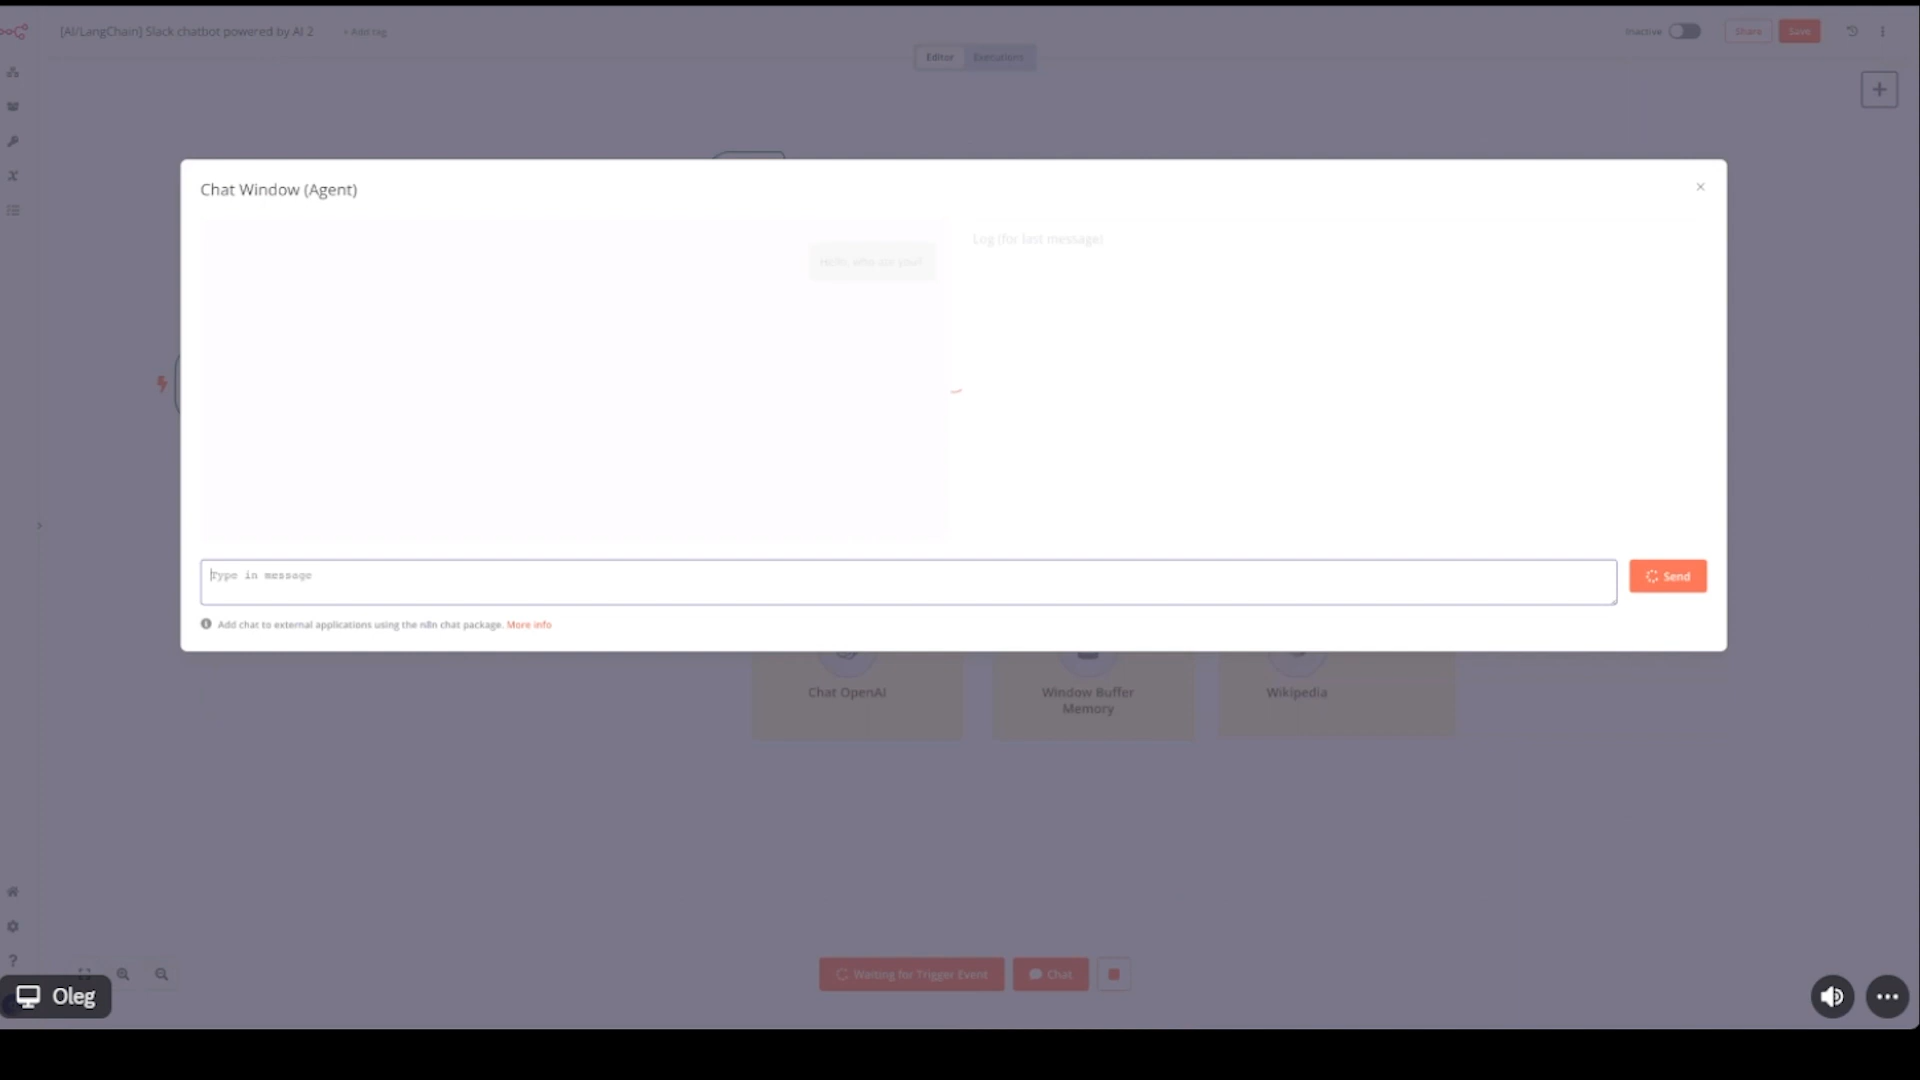 [AI/LangChain] Slack chatbot powered by AI 2
+ Add tag
Inactive
Share
Save
Editor
Executions
Chat Window (Agent)
Log (for last message)
Hello, who are you?
Type in message
Send
Add chat to external applications using the n8n chat package. More info
Chat OpenAI
Window Buffer
Memory
Wikipedia
Waiting for Trigger Event
Chat
Oleg